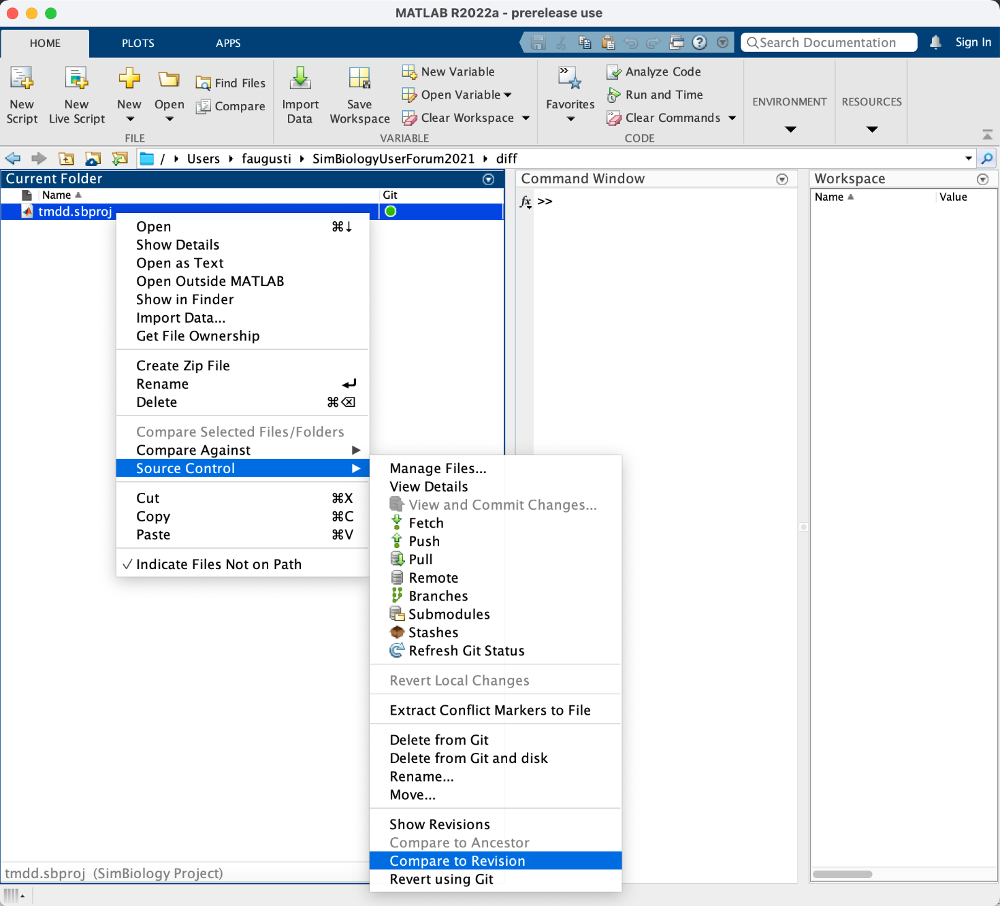 MATLAB R2022a - prerelease use
HOME PLOTS APPS
Search Documentation
Sign In
New Script
New Live Script
New
Open
Find Files
Compare
FILE
Import Data
Save Workspace
New Variable
Open Variable
Clear Workspace
VARIABLE
Favorites
Analyze Code
Run and Time
Clear Commands
CODE
ENVIRONMENT
RESOURCES
/ Users faugusti SimBiologyUserForum2021 diff
Current Folder
Name Git
tmdd.sbproj
Open ⌘↓
Show Details
Open as Text
Open Outside MATLAB
Show in Finder
Import Data...
Get File Ownership
Create Zip File
Rename
Delete ⌘⌫
Compare Selected Files/Folders
Compare Against
Source Control
Cut ⌘X
Copy ⌘C
Paste ⌘V
✓ Indicate Files Not on Path
Manage Files...
View Details
View and Commit Changes...
Fetch
Push
Pull
Remote
Branches
Submodules
Stashes
Refresh Git Status
Revert Local Changes
Extract Conflict Markers to File
Delete from Git
Delete from Git and disk
Rename...
Move...
Show Revisions
Compare to Ancestor
Compare to Revision
Revert using Git
Command Window
fx >>
Workspace
Name Value
tmdd.sbproj (SimBiology Project)